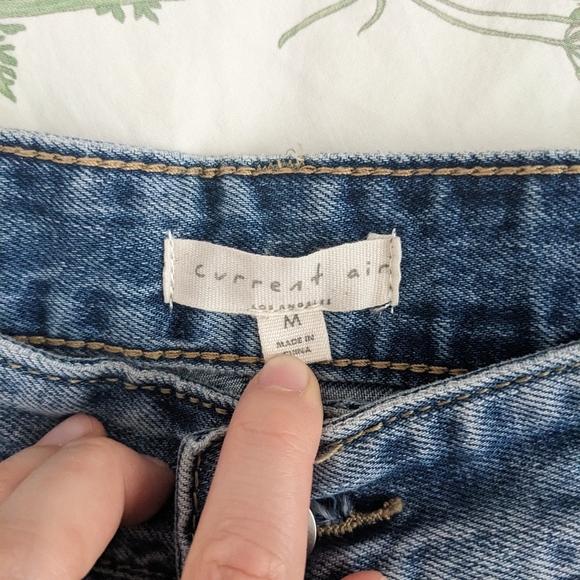 current air
LOS ANGELES
M
MADE IN
CHINA